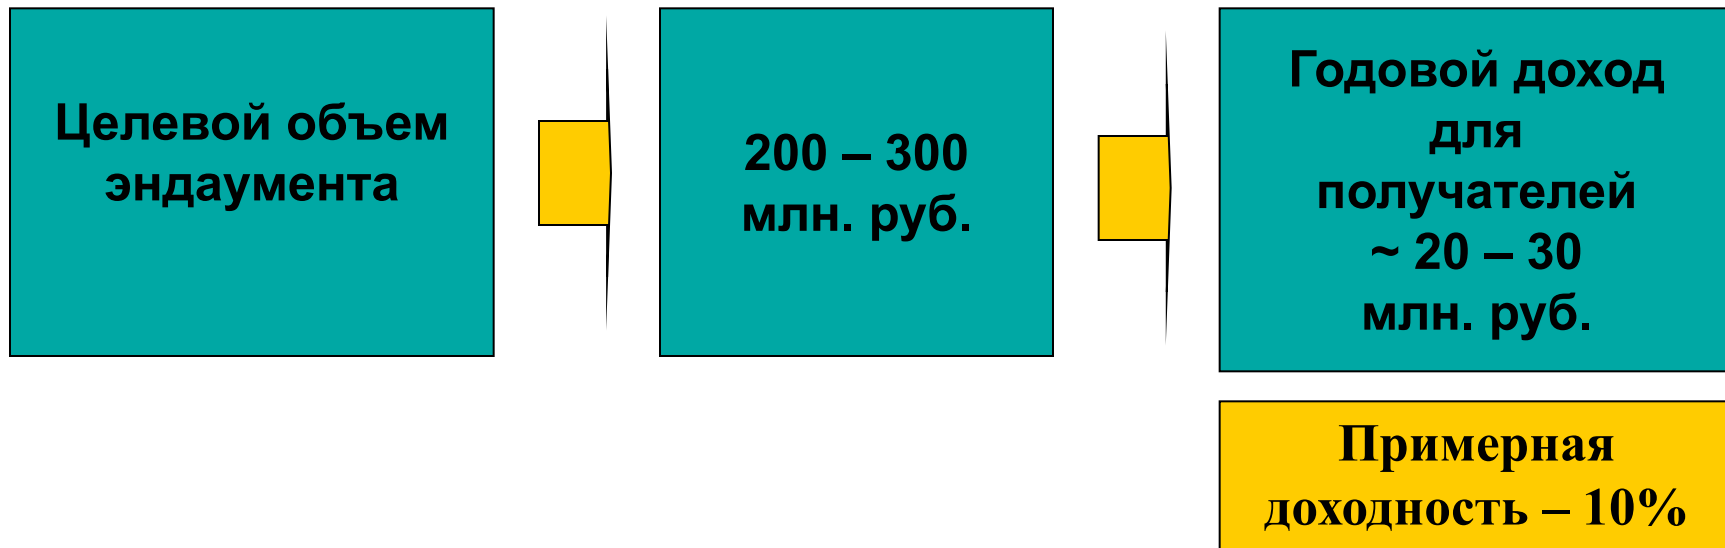 Целевой объем
эндаумента
200 – 300
млн. руб.
Годовой доход
для
получателей
~ 20 – 30
млн. руб.
Примерная
доходность – 10%